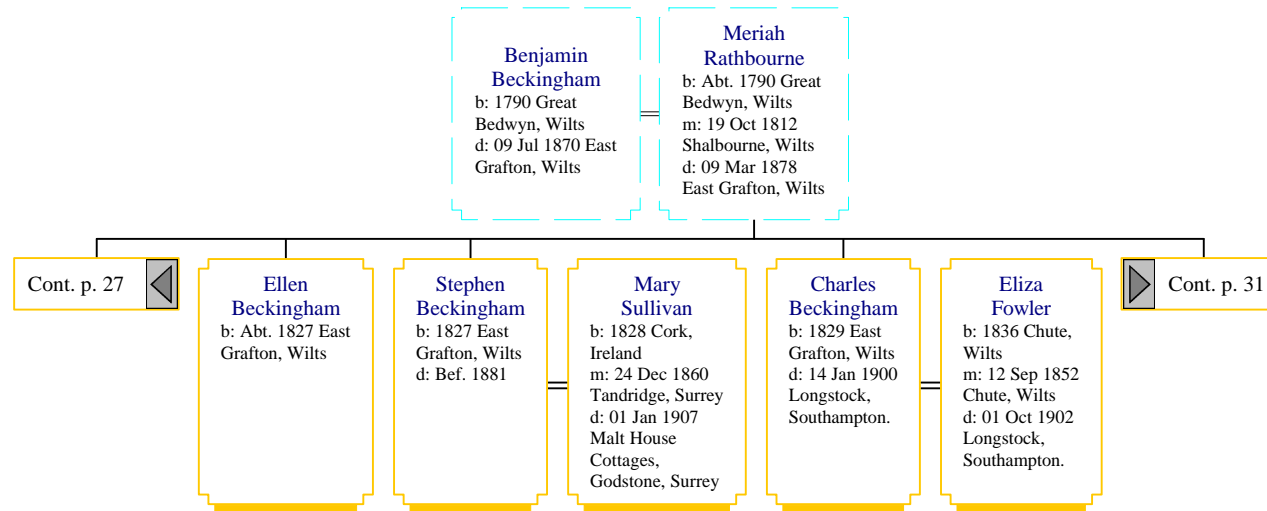 Benjamin
Beckingham
b: 1790 Great
Bedwyn, Wilts
d: 09 Jul 1870 East
Grafton, Wilts
Meriah
Rathbourne
b: Abt. 1790 Great
Bedwyn, Wilts
m: 19 Oct 1812
Shalbourne, Wilts
d: 09 Mar 1878
East Grafton, Wilts
Cont. p. 27
Ellen
Beckingham
b: Abt. 1827 East
Grafton, Wilts
Stephen
Beckingham
b: 1827 East
Grafton, Wilts
d: Bef. 1881
Mary
Sullivan
b: 1828 Cork,
Ireland
m: 24 Dec 1860
Tandridge, Surrey
d: 01 Jan 1907
Malt House
Cottages,
Godstone, Surrey
Charles
Beckingham
b: 1829 East
Grafton, Wilts
d: 14 Jan 1900
Longstock,
Southampton.
Eliza
Fowler
b: 1836 Chute,
Wilts
m: 12 Sep 1852
Chute, Wilts
d: 01 Oct 1902
Longstock,
Southampton.
Cont. p. 31